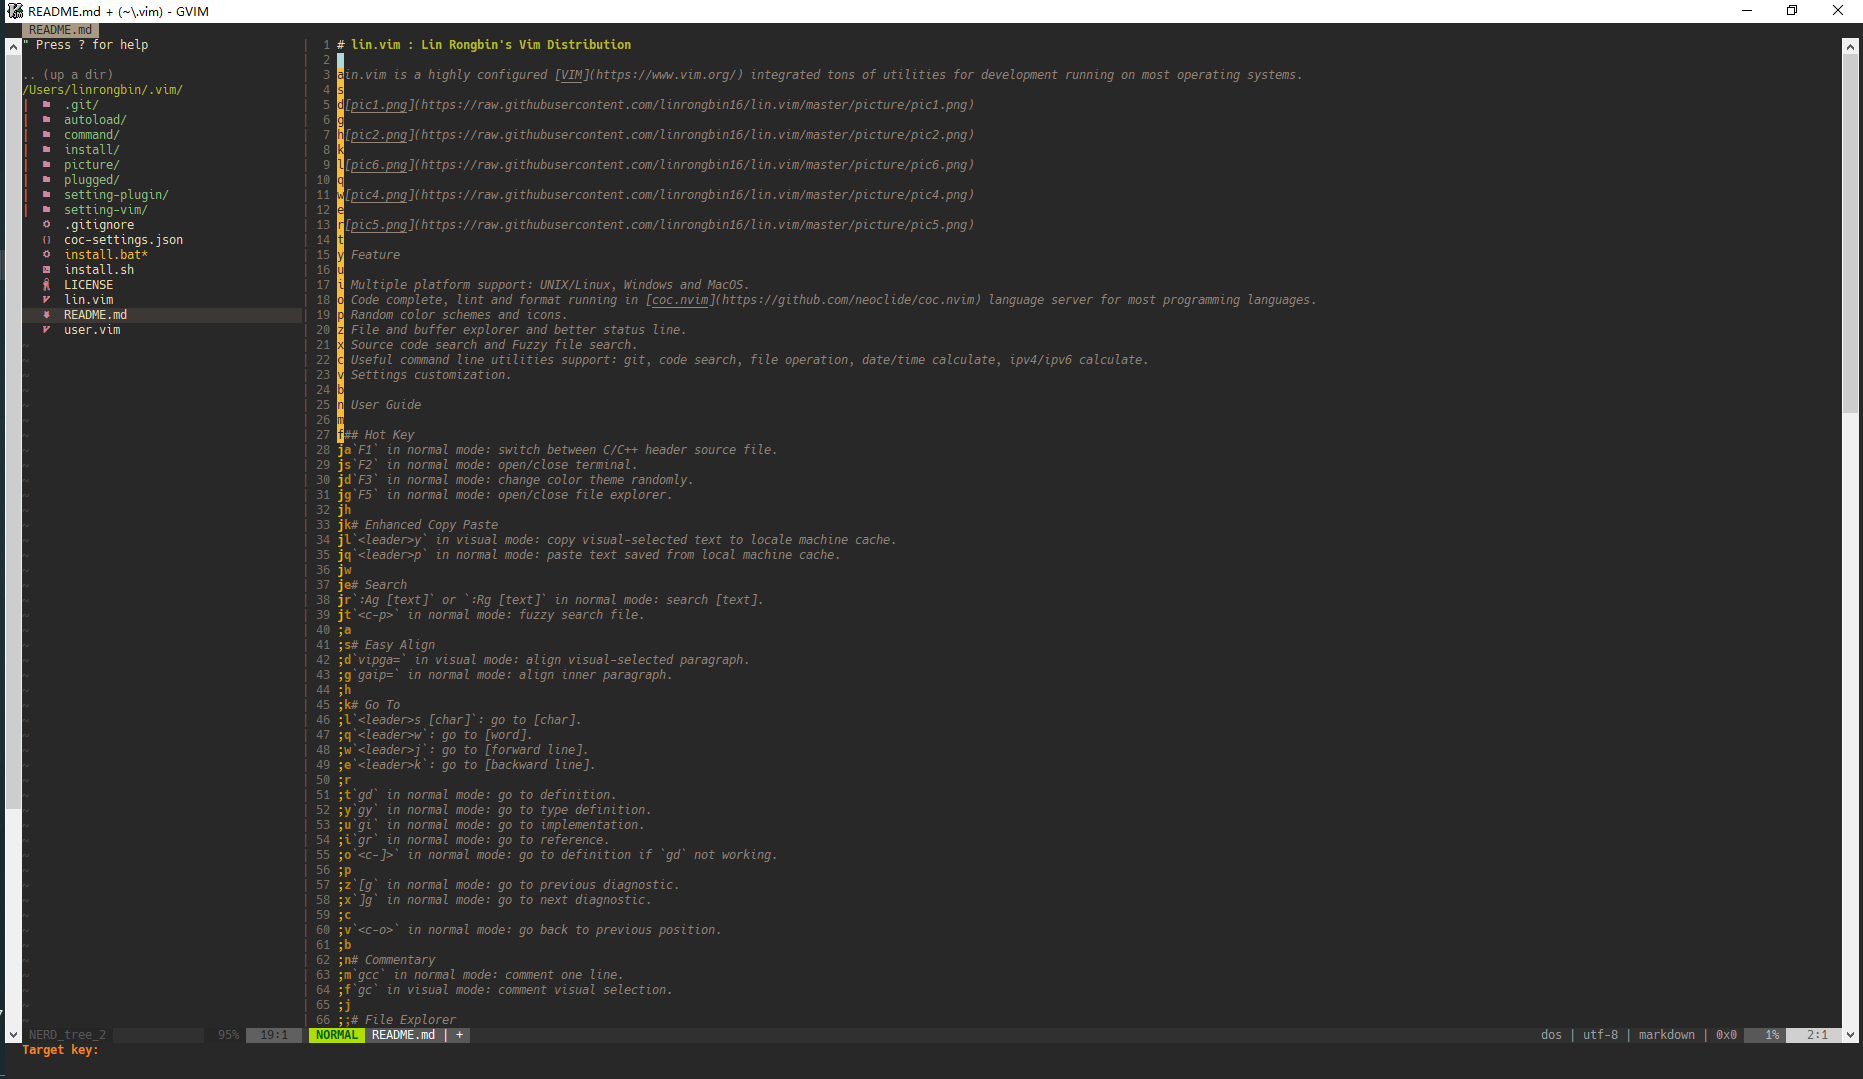 README.md + (~\.vim) - GVIM
README.md
" Press ? for help
.. (up a dir)
/Users/linrongbin/.vim/
.git/
autoload/
command/
install/
picture/
plugged/
setting-plugin/
setting-vim/
.gitignore
coc-settings.json
install.bat*
install.sh
LICENSE
lin.vim
README.md
user.vim
1 # lin.vim : Lin Rongbin's Vim Distribution
2
3 ain.vim is a highly configured [VIM](https://www.vim.org/) integrated tons of utilities for development running on most operating systems.
4 s
5 d[pic1.png](https://raw.githubusercontent.com/linrongbin16/lin.vim/master/picture/pic1.png)
6 g
7 h[pic2.png](https://raw.githubusercontent.com/linrongbin16/lin.vim/master/picture/pic2.png)
8 k
9 l[pic6.png](https://raw.githubusercontent.com/linrongbin16/lin.vim/master/picture/pic6.png)
10 q
11 w[pic4.png](https://raw.githubusercontent.com/linrongbin16/lin.vim/master/picture/pic4.png)
12 e
13 r[pic5.png](https://raw.githubusercontent.com/linrongbin16/lin.vim/master/picture/pic5.png)
14 t
15 y Feature
16 u
17 i Multiple platform support: UNIX/Linux, Windows and MacOS.
18 o Code complete, lint and format running in [coc.nvim](https://github.com/neoclide/coc.nvim) language server for most programming languages.
19 p Random color schemes and icons.
20 z File and buffer explorer and better status line.
21 x Source code search and Fuzzy file search.
22 c Useful command line utilities support: git, code search, file operation, date/time calculate, ipv4/ipv6 calculate.
23 v Settings customization.
24 b
25 n User Guide
26 m
27 f## Hot Key
28 ja`F1` in normal mode: switch between C/C++ header source file.
29 js`F2` in normal mode: open/close terminal.
30 jd`F3` in normal mode: change color theme randomly.
31 jg`F5` in normal mode: open/close file explorer.
32 jh
33 jk# Enhanced Copy Paste
34 jl`<leader>y` in visual mode: copy visual-selected text to locale machine cache.
35 jq`<leader>p` in normal mode: paste text saved from local machine cache.
36 jw
37 je# Search
38 jr`:Ag [text]` or `:Rg [text]` in normal mode: search [text].
39 jt`<c-p>` in normal mode: fuzzy search file.
40 ;a
41 ;s# Easy Align
42 ;d`vipga=` in visual mode: align visual-selected paragraph.
43 ;g`gaip=` in normal mode: align inner paragraph.
44 ;h
45 ;k# Go To
46 ;l`<leader>s [char]`: go to [char].
47 ;q`<leader>w`: go to [word].
48 ;w`<leader>j`: go to [forward line].
49 ;e`<leader>k`: go to [backward line].
50 ;r
51 ;t`gd` in normal mode: go to definition.
52 ;y`gy` in normal mode: go to type definition.
53 ;u`gi` in normal mode: go to implementation.
54 ;i`gr` in normal mode: go to reference.
55 ;o`<c-]>` in normal mode: go to definition if `gd` not working.
56 ;p
57 ;z`[g` in normal mode: go to previous diagnostic.
58 ;x`]g` in normal mode: go to next diagnostic.
59 ;c
60 ;v`<c-o>` in normal mode: go back to previous position.
61 ;b
62 ;n# Commentary
63 ;m`gcc` in normal mode: comment one line.
64 ;f`gc` in visual mode: comment visual selection.
65 ;j
66 ;;# File Explorer
NERD_tree_2 95% 19:1 NORMAL README.md | + dos | utf-8 | markdown | 0x0 1% 2:1
Target key: